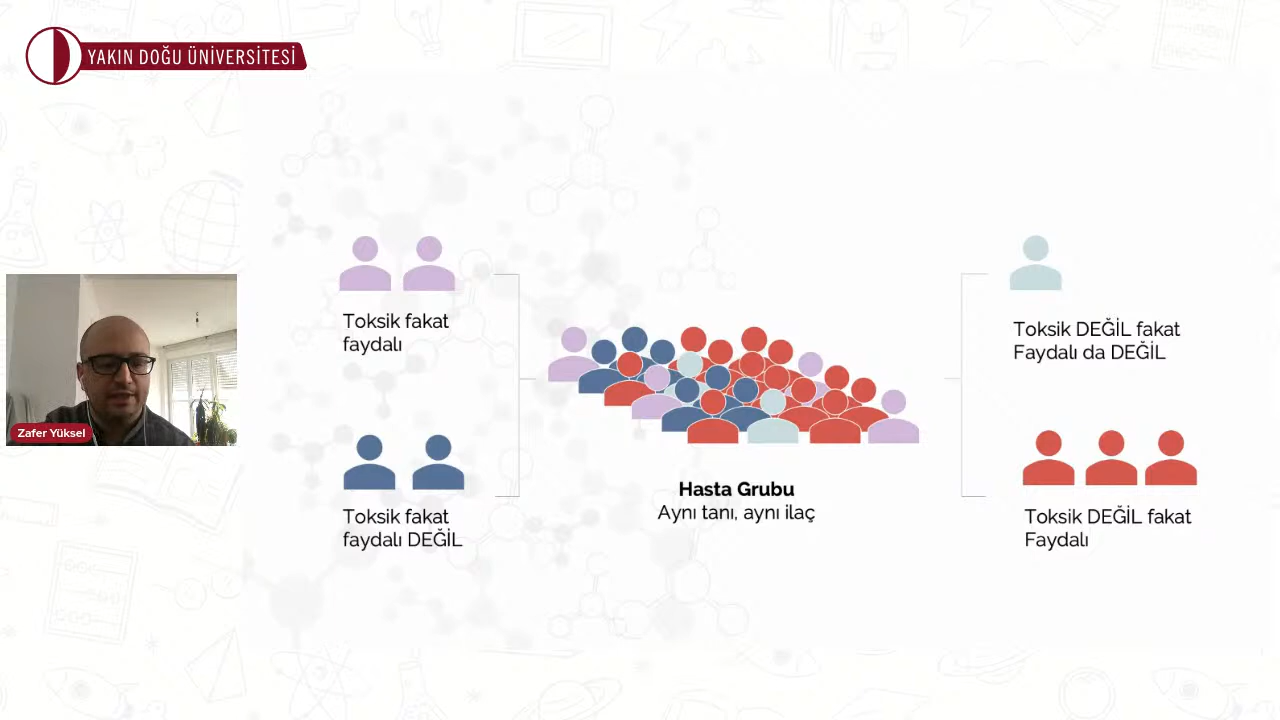 YAKIN DOĞU ÜNİVERSİTESİ
Toksik fakat
faydalı
Toksik fakat
faydalı DEĞİL
Hasta Grubu
Aynı tanı, aynı ilaç
Toksik DEĞİL fakat
Faydalı da DEĞİL
Toksik DEĞİL fakat
Faydalı
Zafer Yüksel